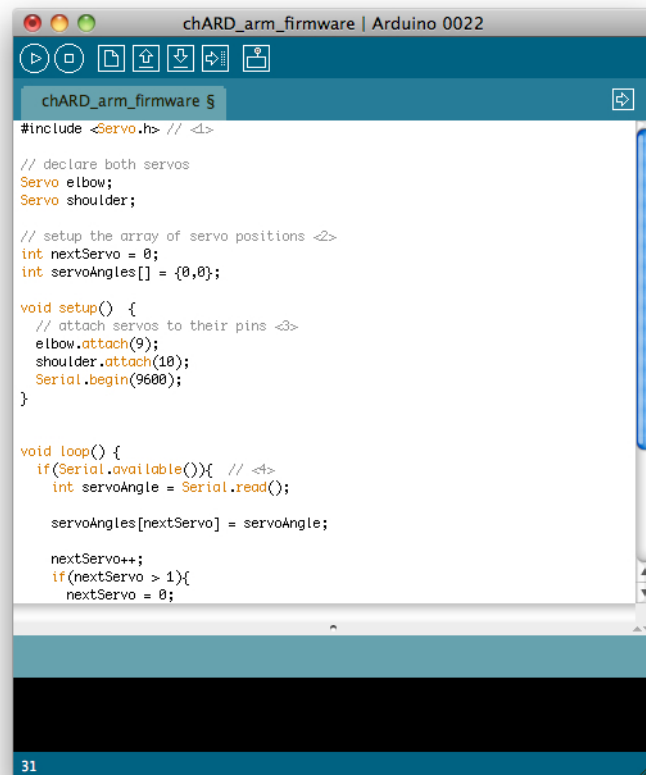 chARD_arm_firmware | Arduino 0022
chARD_arm_firmware §
#include <Servo.h> // <1>
// declare both servos
Servo elbow;
Servo shoulder;
// setup the array of servo positions <2>
int nextServo = 0;
int servoAngles[] = {0,0};
void setup()  {
  // attach servos to their pins <3>
  elbow.attach(9);
  shoulder.attach(10);
  Serial.begin(9600);
}
void loop() {
  if(Serial.available()){  // <4>
    int servoAngle = Serial.read();
    servoAngles[nextServo] = servoAngle;
    nextServo++;
    if(nextServo > 1){
      nextServo = 0;
31